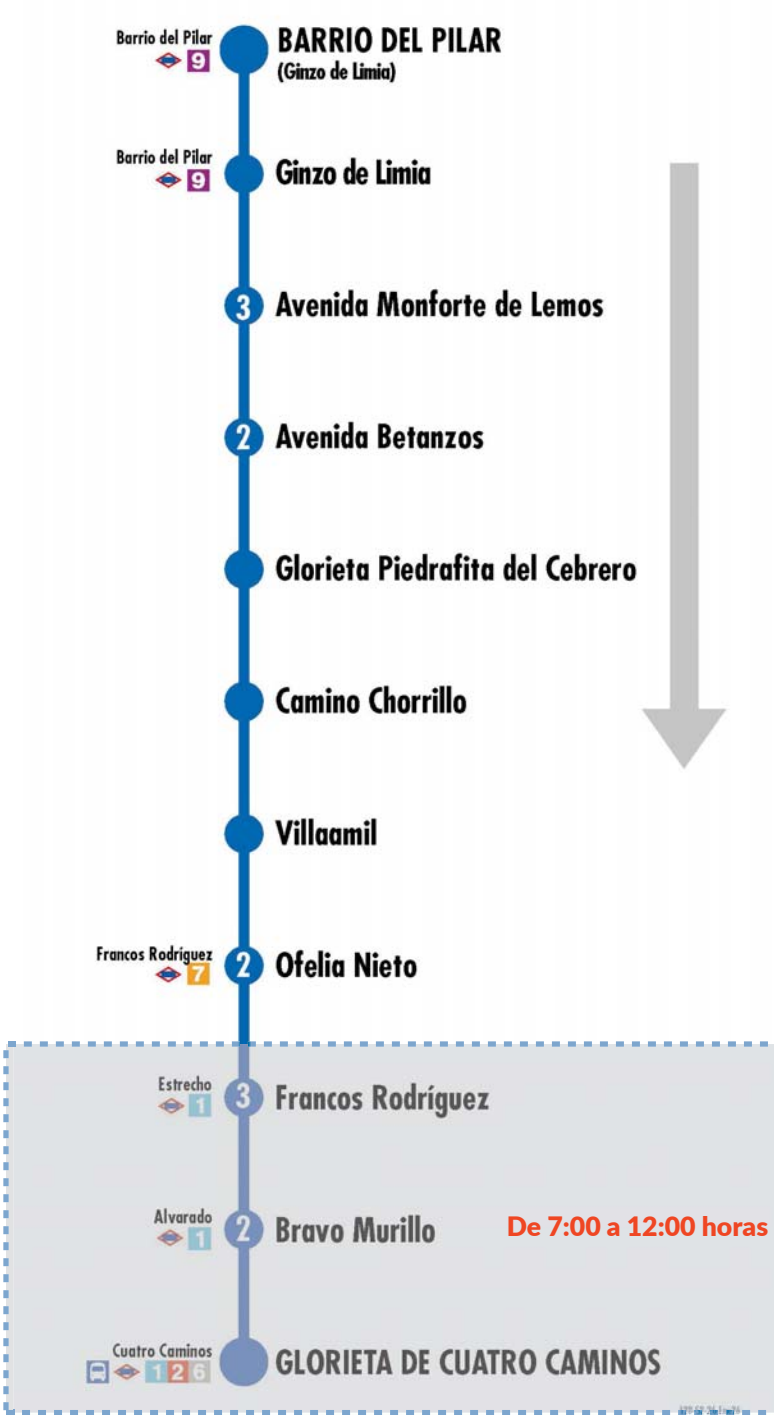 Barrio del Pilar
9
BARRIO DEL PILAR
(Ginzo de Limia)
Barrio del Pilar
9
Ginzo de Limia
3
Avenida Monforte de Lemos
2
Avenida Betanzos
Glorieta Piedrafita del Cebrero
Camino Chorrillo
Villaamil
Francos Rodríguez
7
2
Ofelia Nieto
Estrecho
1
3
Francos Rodríguez
Alvarado
1
2
Bravo Murillo
De 7:00 a 12:00 horas
Cuatro Caminos
1 2 6
GLORIETA DE CUATRO CAMINOS